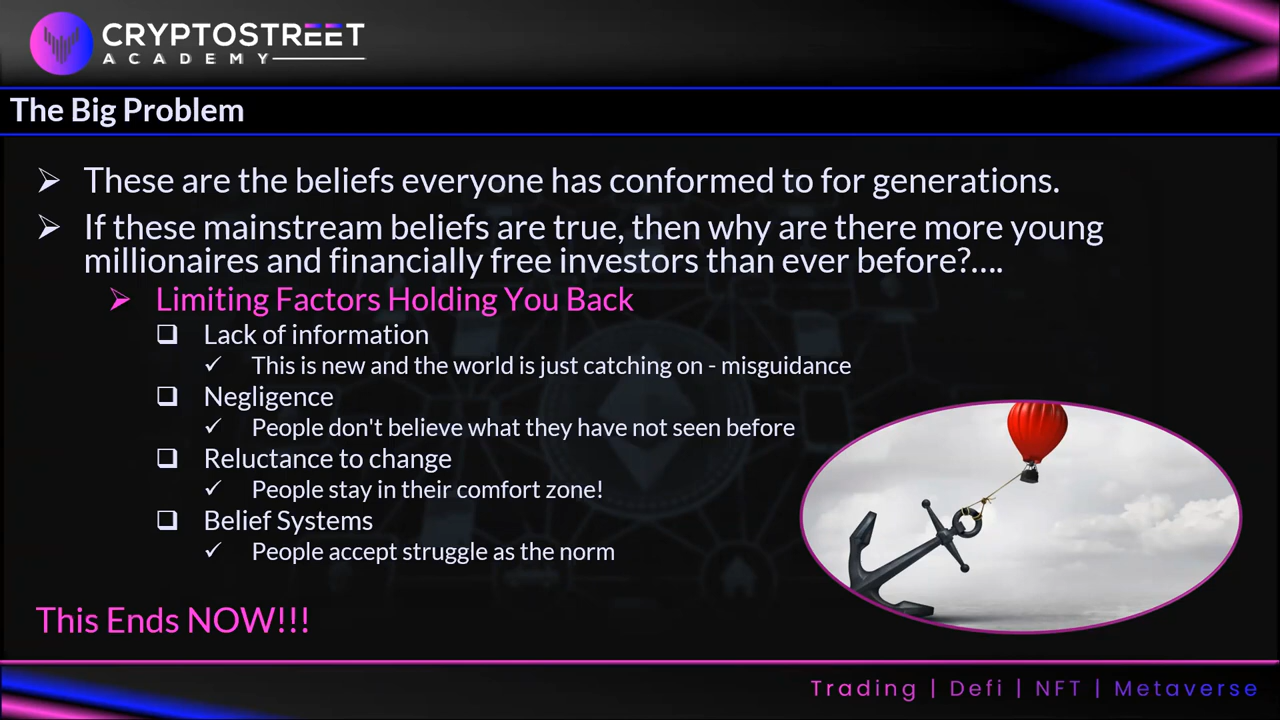 CRYPTOSTREET
ACADEMY
The Big Problem
These are the beliefs everyone has conformed to for generations.
If these mainstream beliefs are true, then why are there more young
millionaires and financially free investors than ever before?....
Limiting Factors Holding You Back
Lack of information
This is new and the world is just catching on - misguidance
Negligence
People don't believe what they have not seen before
Reluctance to change
People stay in their comfort zone!
Belief Systems
People accept struggle as the norm
This Ends NOW!!!
Trading | Defi | NFT | Metaverse